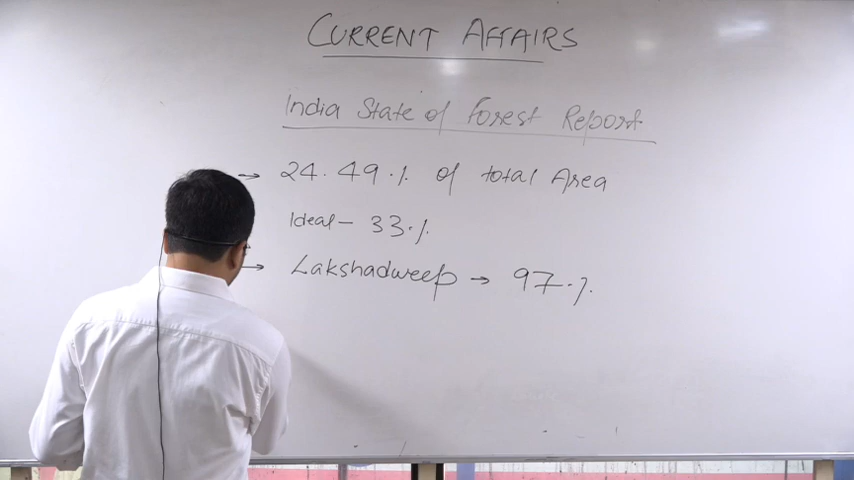 CURRENT AFFAIRS
India State of Forest Report
→ 24.49 % of total Area
Ideal - 33 %
→ Lakshadweep → 97 %